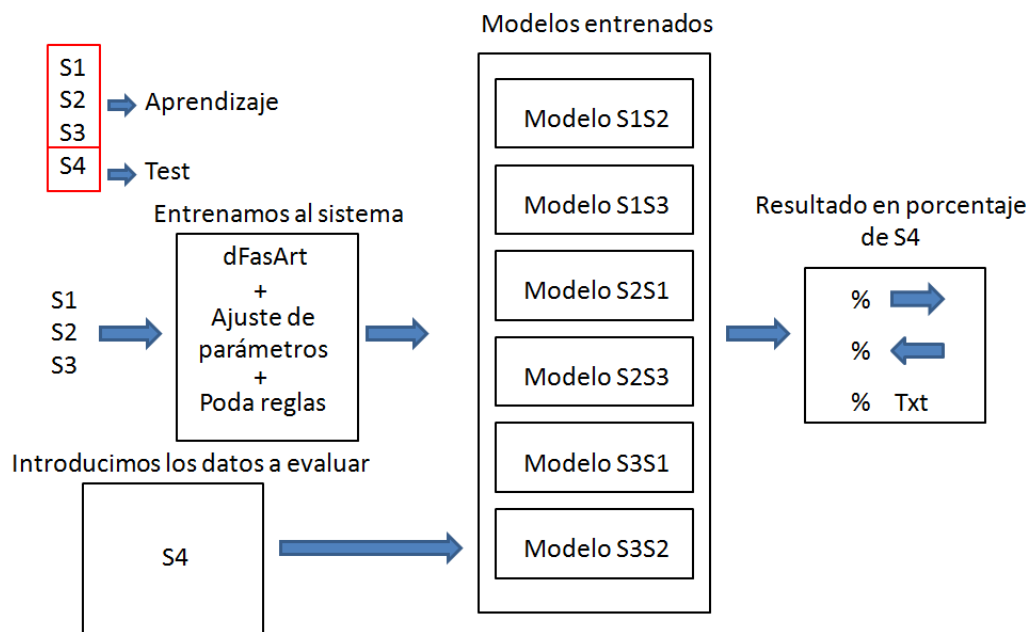 S1
S2
S3
Aprendizaje
S4
Test
Entrenamos al sistema
S1
S2
S3
dFasArt
+
Ajuste de
parámetros
+
Poda reglas
Introducimos los datos a evaluar
S4
Modelos entrenados
Modelo S1S2
Modelo S1S3
Modelo S2S1
Modelo S2S3
Modelo S3S1
Modelo S3S2
Resultado en porcentaje
de S4
%
%
% Txt